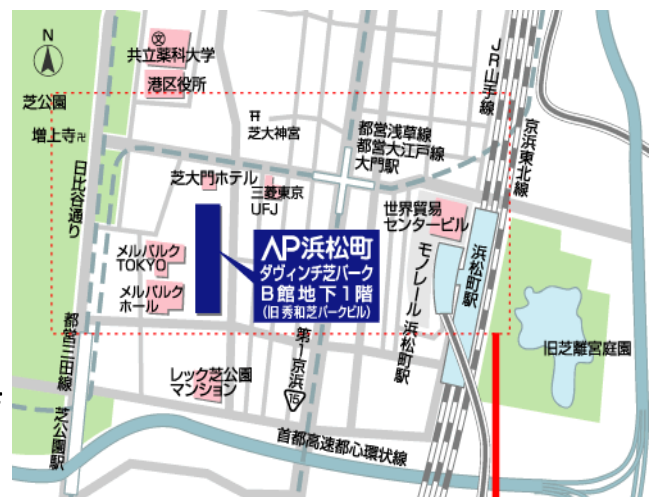 N
文
共立薬科大学
港区役所
芝公園
増上寺卍
芝大神宮
都営浅草線
都営大江戸線
大門駅
JR山手線
京浜東北線
日比谷通り
芝大門ホテル
三菱東京
UFJ
世界貿易
センタービル
AP浜松町
ダヴィンチ芝パーク
B館地下1階
(旧 秀和芝パークビル)
メルパルク
TOKYO
メルパルク
ホール
モノレール浜松町駅
浜松町駅
旧芝離宮庭園
都営三田線
芝公園駅
レック芝公園
マンション
第1京浜
15
首都高速都心環状線